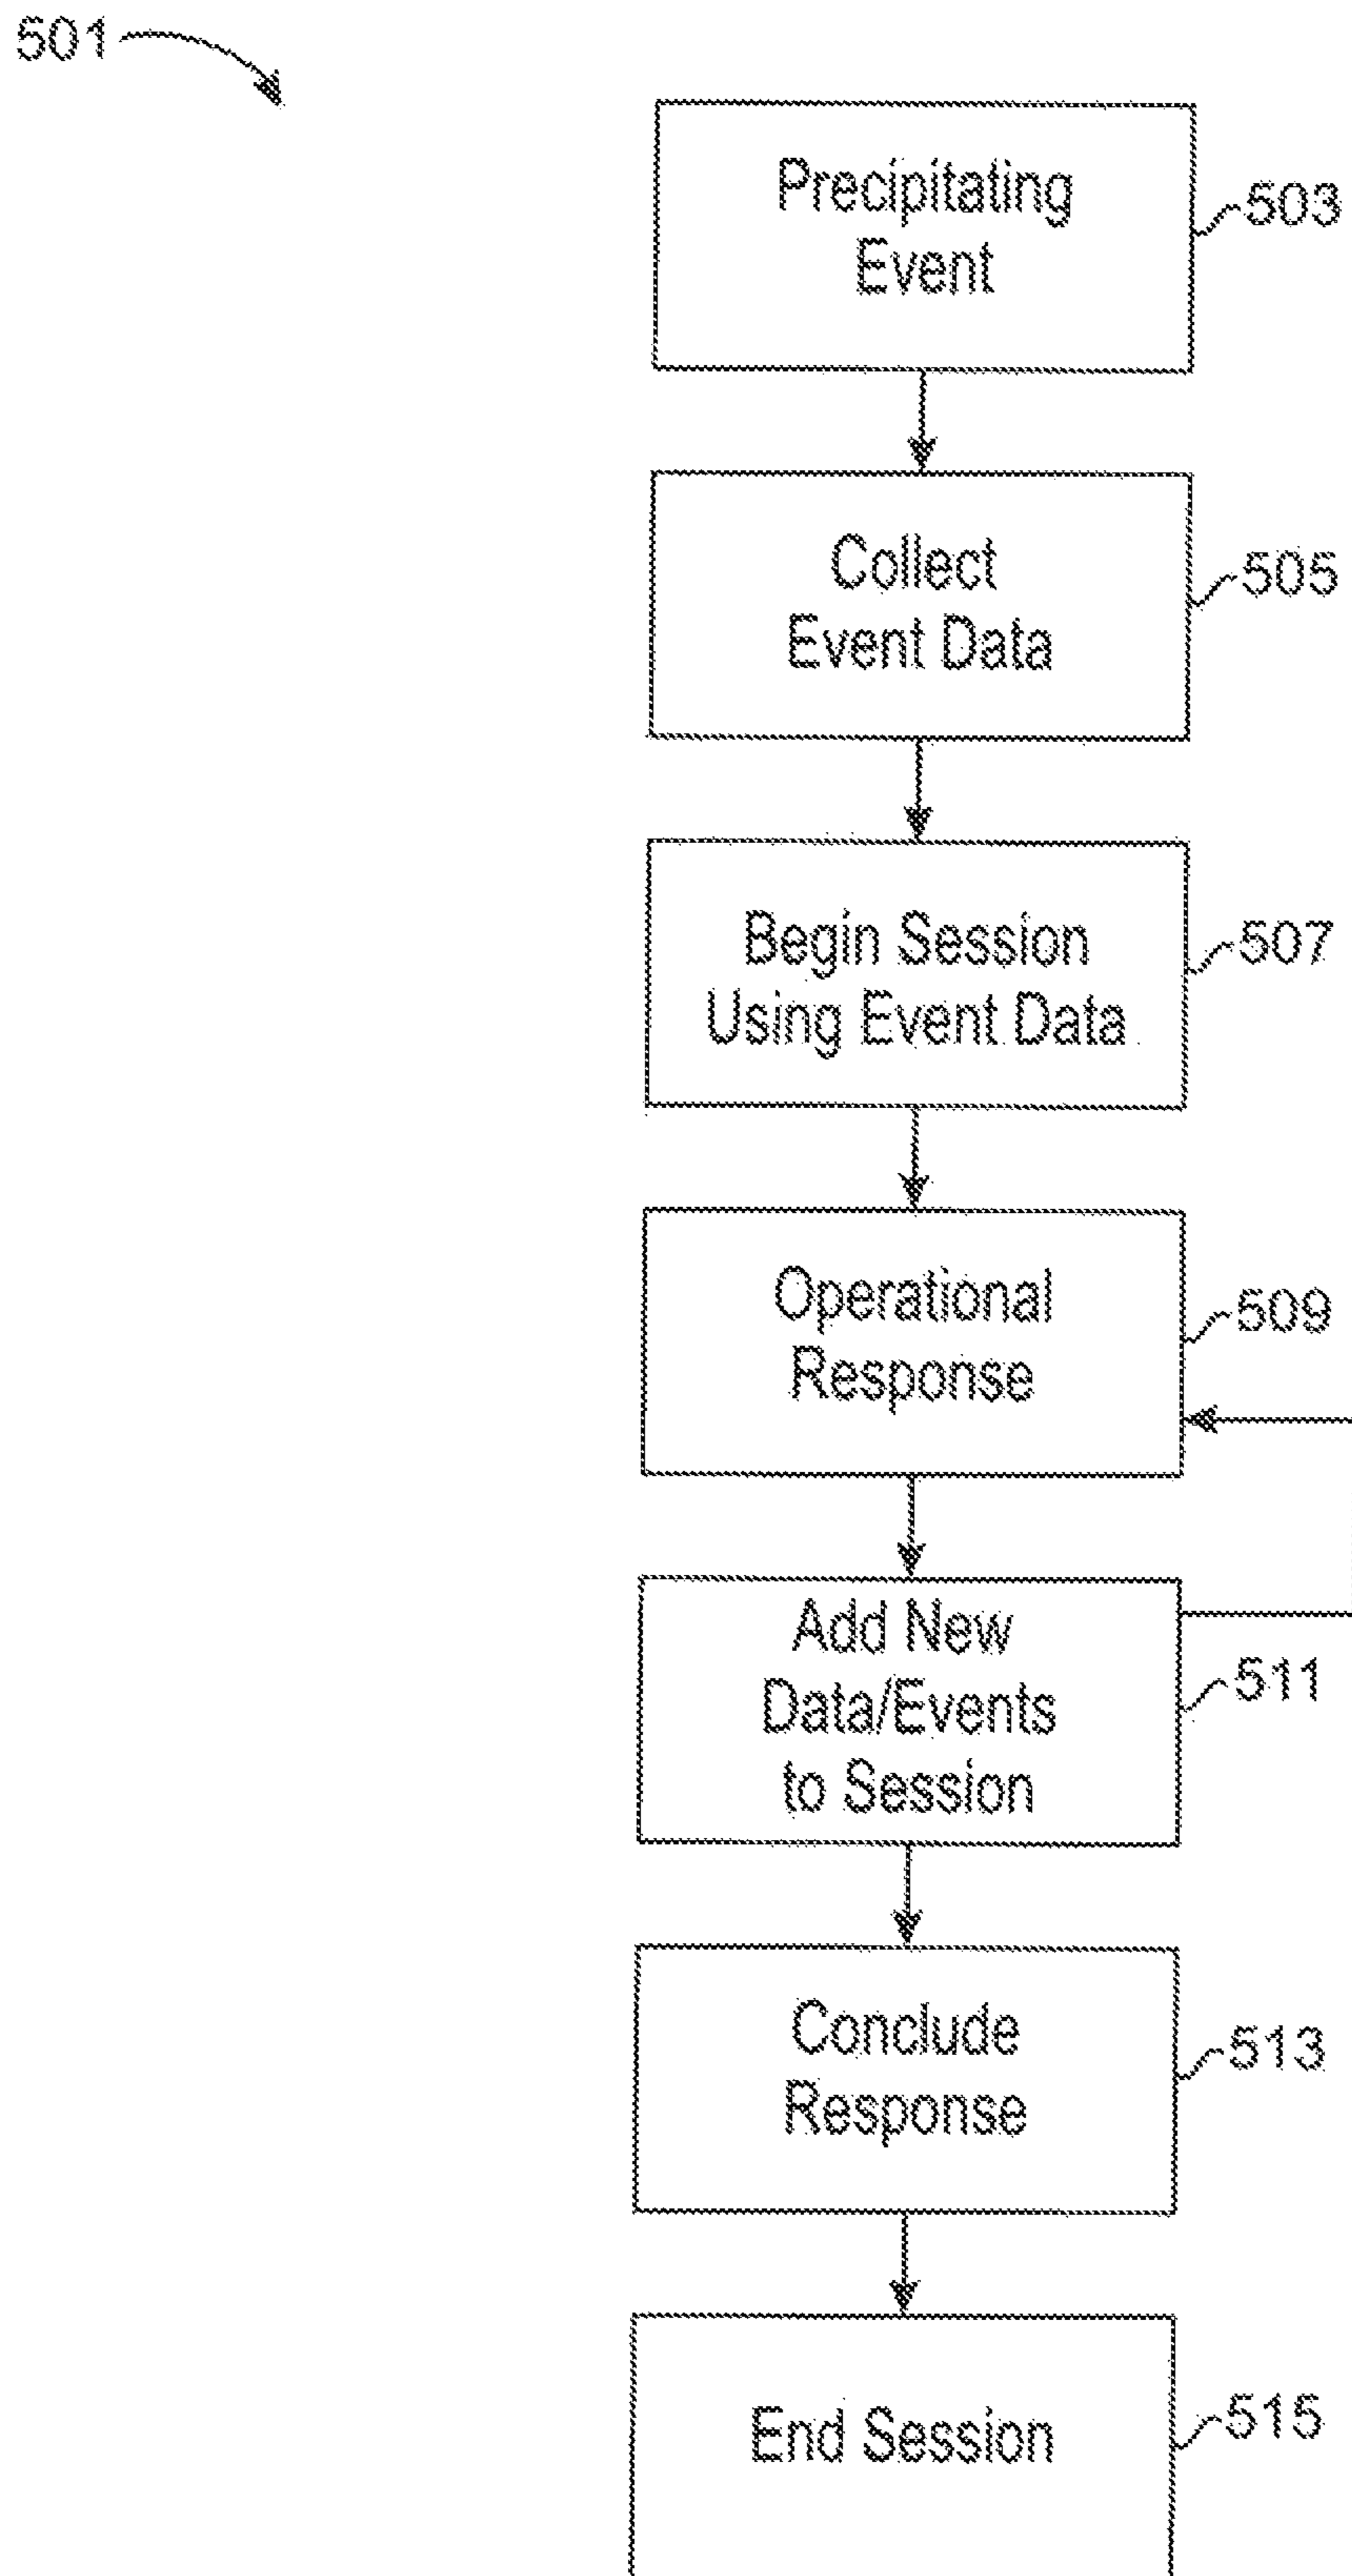 501
Precipitating
Event
503
Collect
Event Data
505
Begin Session
Using Event Data
507
Operational
Response
509
Add New
Data/Events
to Session
511
Conclude
Response
513
End Session
515